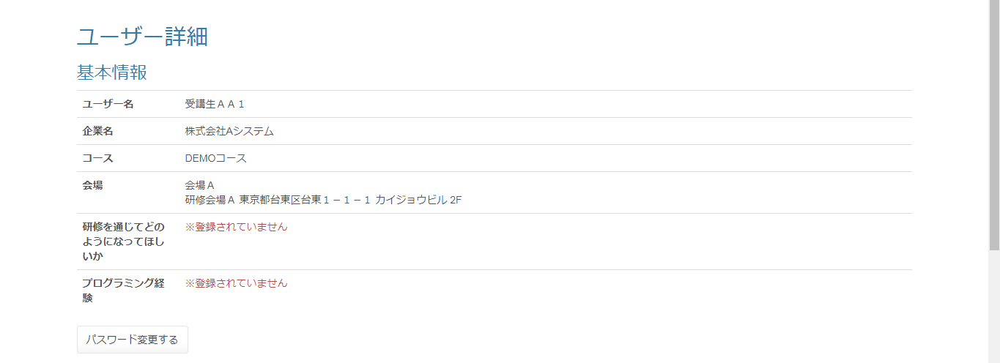 ユーザー詳細
基本情報
ユーザー名 受講生ＡＡ１
企業名 株式会社Aシステム
コース DEMOコース
会場 会場Ａ
研修会場Ａ 東京都台東区台東１－１－１ カイジョウビル 2F
研修を通じてどの ※登録されていません
ようになってほし
いか
プログラミング経 ※登録されていません
験
パスワード変更する